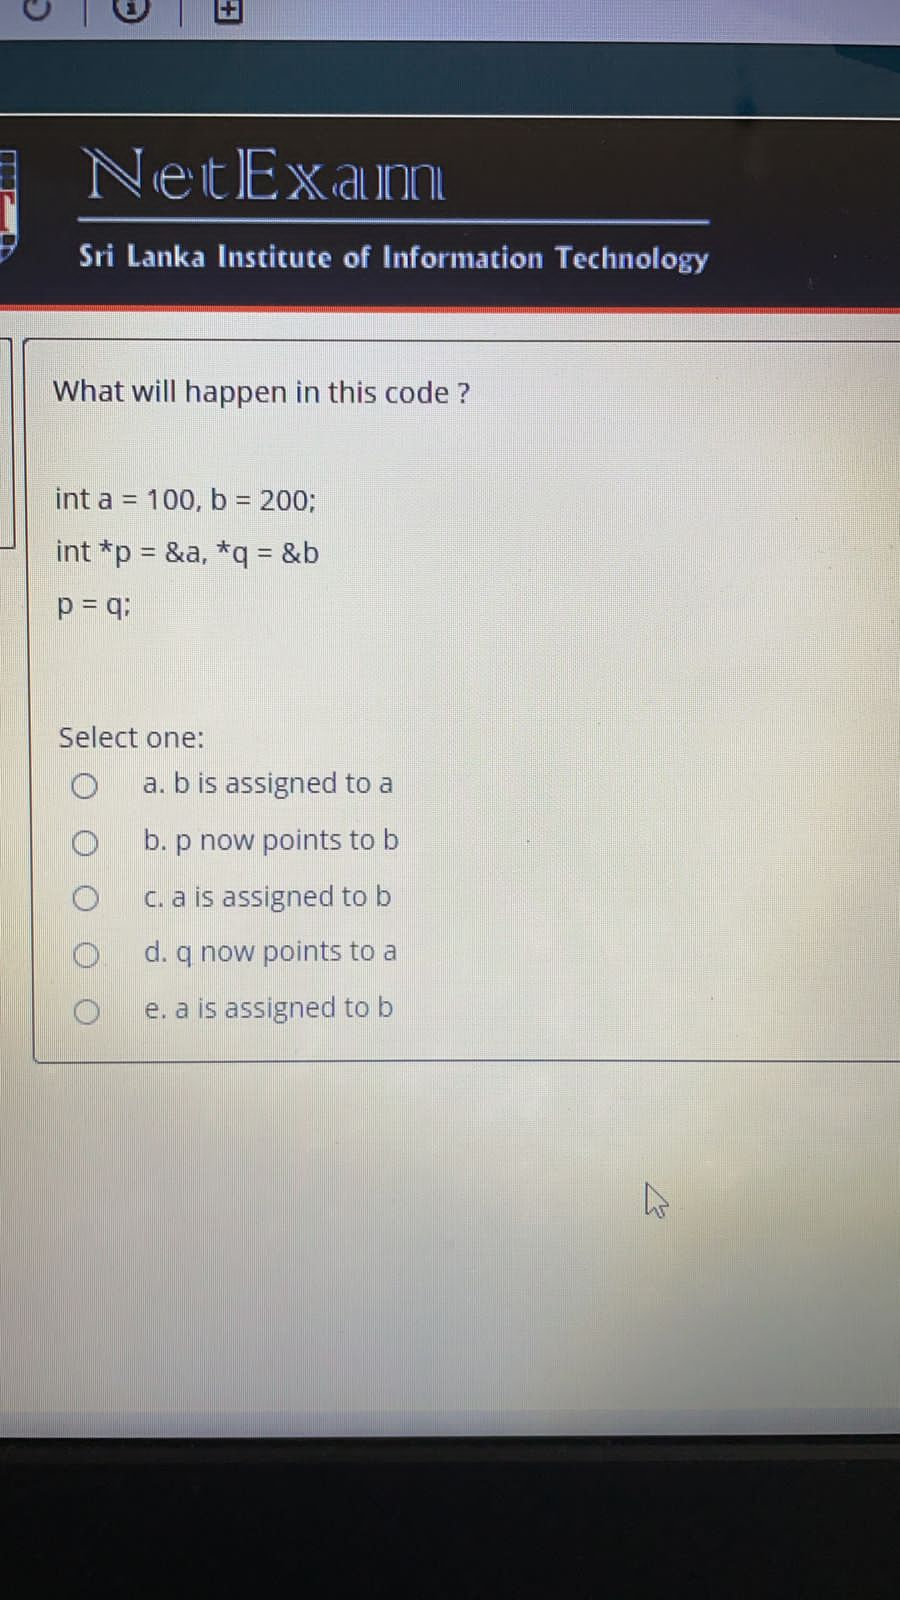 NetExam
Sri Lanka Institute of Information Technology
What will happen in this code ?
int a = 100, b = 200;
int *p = &a, *q = &b
p = q;
Select one:
a. b is assigned to a
b. p now points to b
c. a is assigned to b
d. q now points to a
e. a is assigned to b